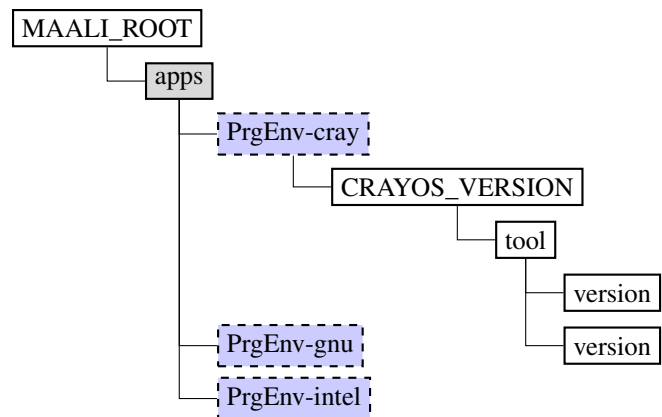 MAALI_ROOT
apps
PrgEnv-cray
CRAYOS_VERSION
tool
version
version
PrgEnv-gnu
PrgEnv-intel